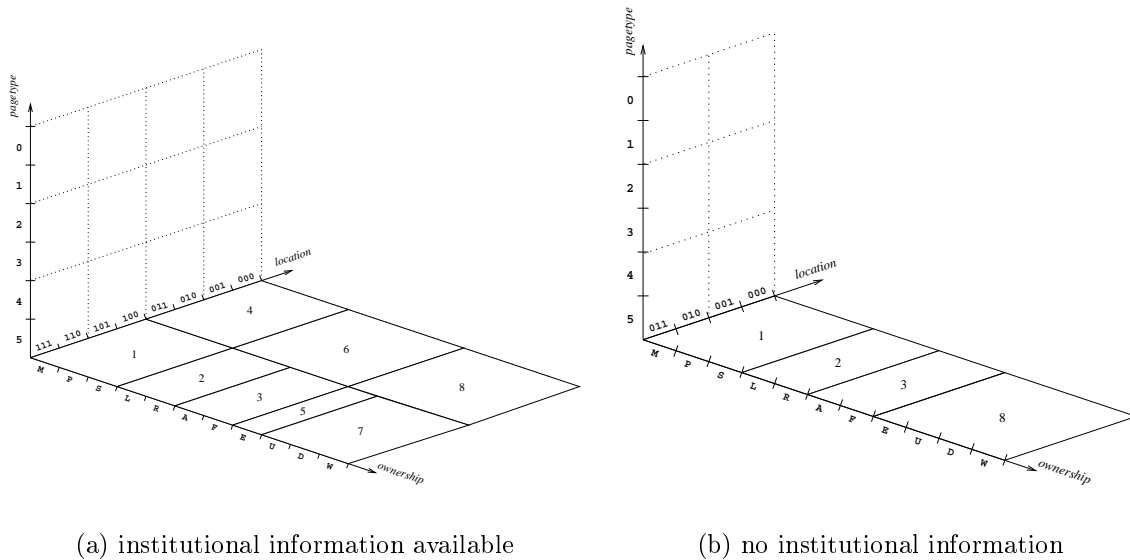 pagetype
0
1
2
3
4
5
111 110 101 100 011 010 001 000
location
M P S L R A F E U D W
ownership
1
2
3
4
5
6
7
8
(a) institutional information available
pagetype
0
1
2
3
4
5
011 010 001 000
location
M P S L R A F E U D W
ownership
1
2
3
8
(b) no institutional information